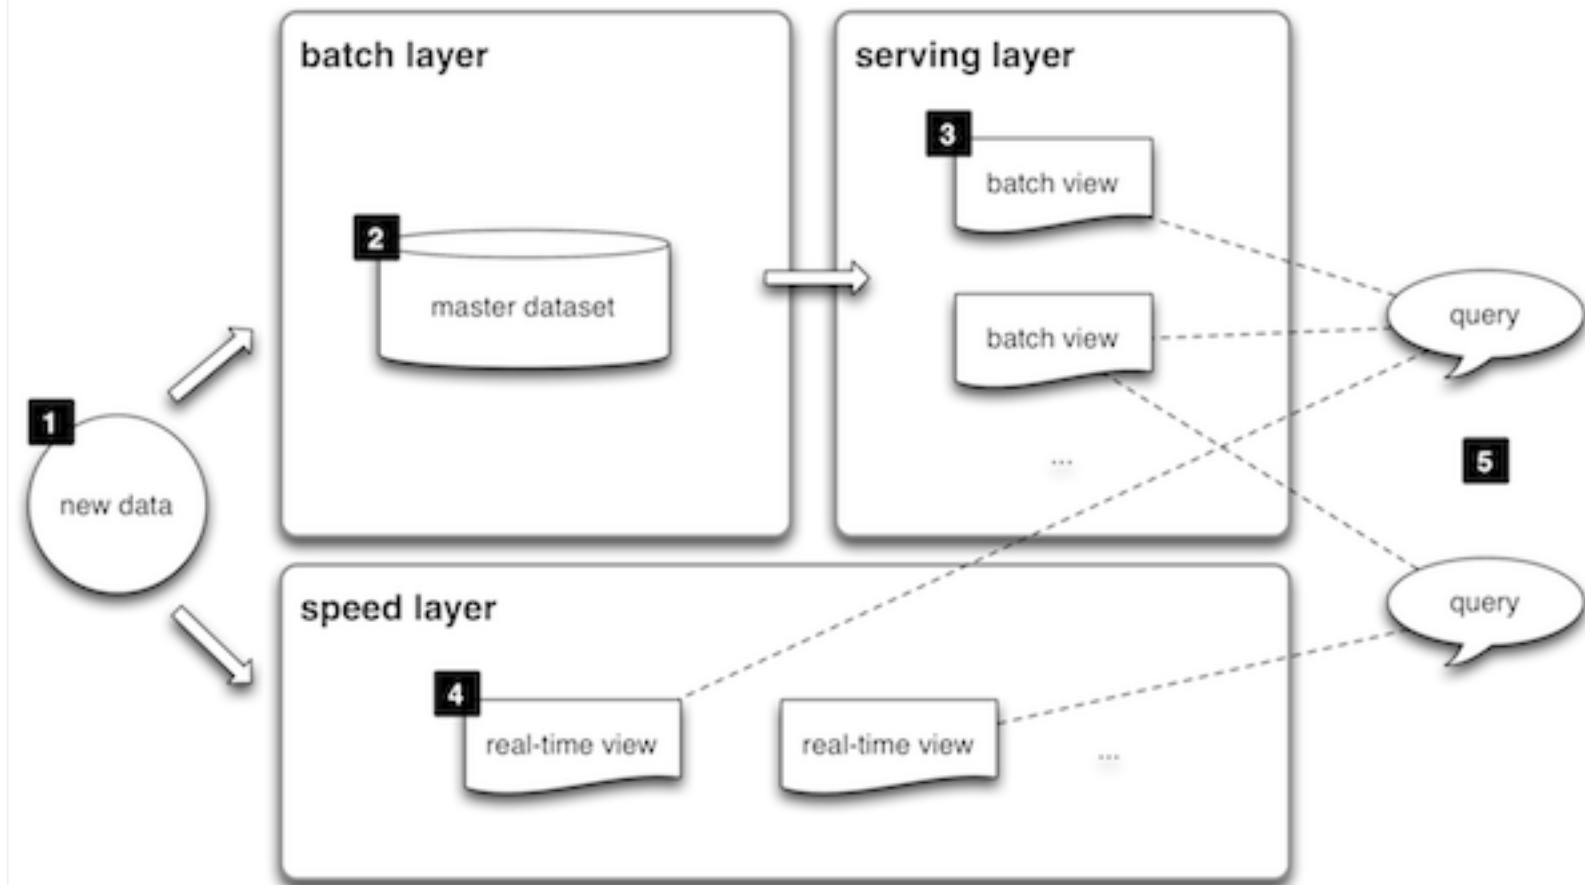 batch layer
serving layer
3
batch view
2
master dataset
batch view
query
1
new data
...
5
speed layer
query
4
real-time view
real-time view
...